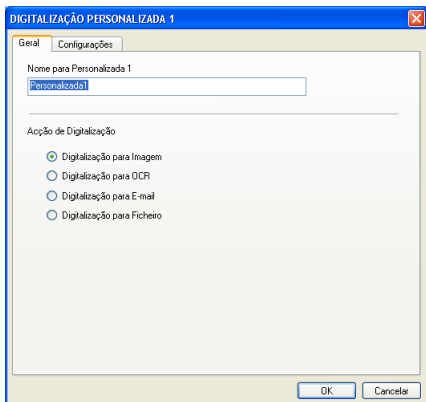 DIGITALIZAÇÃO PERSONALIZADA 1
Geral Configurações
Nome para Personalizada 1
Personalizada1
Acção de Digitalização
Digitalização para Imagem
Digitalização para OCR
Digitalização para E-mail
Digitalização para Ficheiro
OK Cancelar